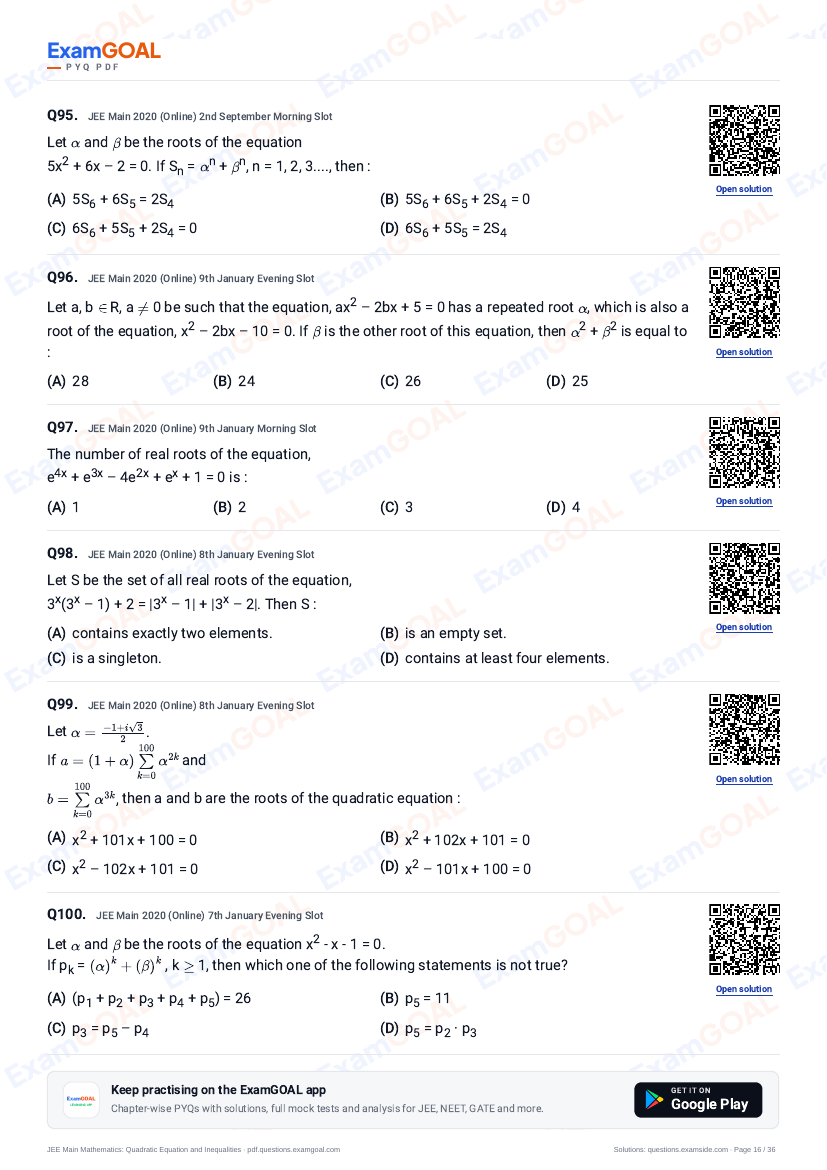 ExamGOAL
PYQ PDF
Q95. JEE Main 2020 (Online) 2nd September Morning Slot
Let α and β be the roots of the equation
5x² + 6x − 2 = 0. If Sₙ = αⁿ + βⁿ, n = 1, 2, 3...., then :
(A) 5S₆ + 6S₅ = 2S₄ (B) 5S₆ + 6S₅ + 2S₄ = 0
(C) 6S₆ + 5S₅ + 2S₄ = 0 (D) 6S₆ + 5S₅ = 2S₄
Open solution
Q96. JEE Main 2020 (Online) 9th January Evening Slot
Let a, b ∈ R, a ≠ 0 be such that the equation, ax² − 2bx + 5 = 0 has a repeated root α, which is also a
root of the equation, x² − 2bx − 10 = 0. If β is the other root of this equation, then α² + β² is equal to
:
(A) 28 (B) 24 (C) 26 (D) 25
Open solution
Q97. JEE Main 2020 (Online) 9th January Morning Slot
The number of real roots of the equation,
e⁴ˣ + e³ˣ − 4e²ˣ + eˣ + 1 = 0 is :
(A) 1 (B) 2 (C) 3 (D) 4
Open solution
Q98. JEE Main 2020 (Online) 8th January Evening Slot
Let S be the set of all real roots of the equation,
3ˣ(3ˣ − 1) + 2 = |3ˣ − 1| + |3ˣ − 2|. Then S :
(A) contains exactly two elements. (B) is an empty set.
(C) is a singleton. (D) contains at least four elements.
Open solution
Q99. JEE Main 2020 (Online) 8th January Evening Slot
Let $\alpha = \frac{-1+i\sqrt{3}}{2}$.
If $a = (1 + \alpha) \sum_{k=0}^{100} \alpha^{2k}$ and
$b = \sum_{k=0}^{100} \alpha^{3k}$, then a and b are the roots of the quadratic equation :
(A) x² + 101x + 100 = 0 (B) x² + 102x + 101 = 0
(C) x² − 102x + 101 = 0 (D) x² − 101x + 100 = 0
Open solution
Q100. JEE Main 2020 (Online) 7th January Evening Slot
Let α and β be the roots of the equation x² - x - 1 = 0.
If pₖ = (α)ᵏ + (β)ᵏ , k ≥ 1, then which one of the following statements is not true?
(A) (p₁ + p₂ + p₃ + p₄ + p₅) = 26 (B) p₅ = 11
(C) p₃ = p₅ − p₄ (D) p₅ = p₂ · p₃
Open solution
Keep practising on the ExamGOAL app
Chapter-wise PYQs with solutions, full mock tests and analysis for JEE, NEET, GATE and more.
ExamGOAL
GET IT ON
Google Play
JEE Main Mathematics: Quadratic Equation and Inequalities · pdf.questions.examgoal.com
Solutions: questions.examside.com · Page 16 / 36